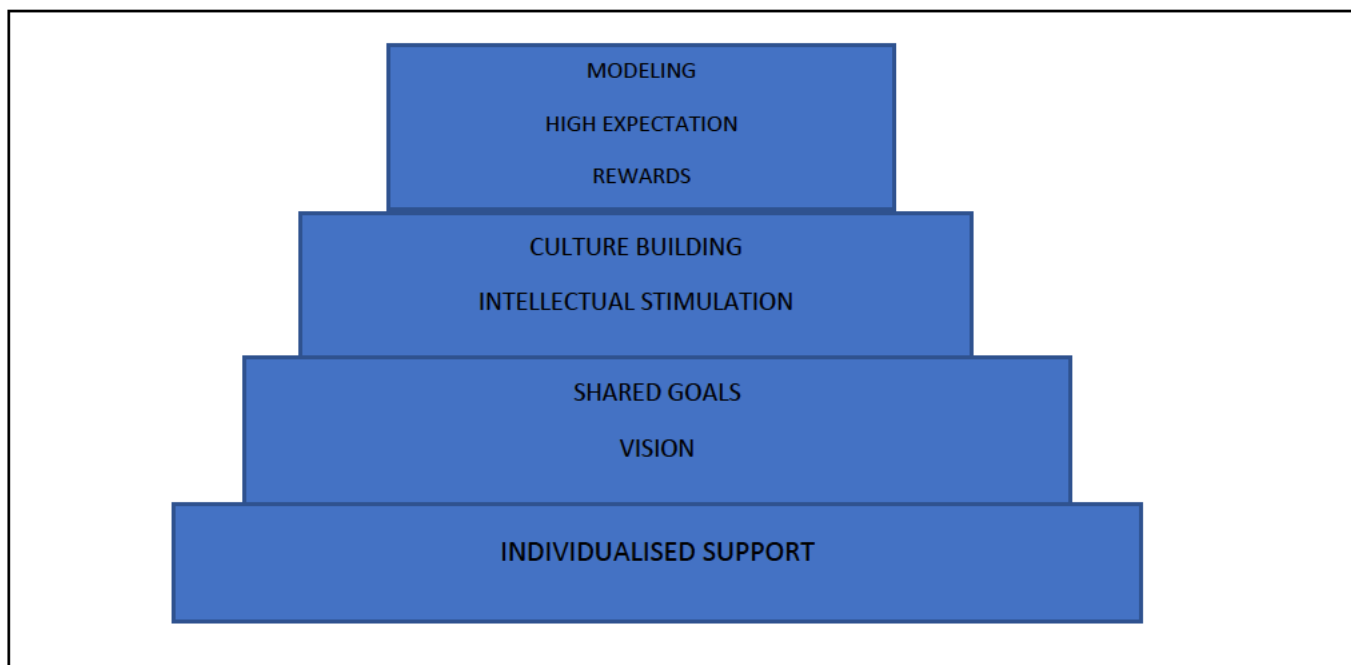 MODELING
HIGH EXPECTATION
REWARDS
CULTURE BUILDING
INTELLECTUAL STIMULATION
SHARED GOALS
VISION
INDIVIDUALISED SUPPORT